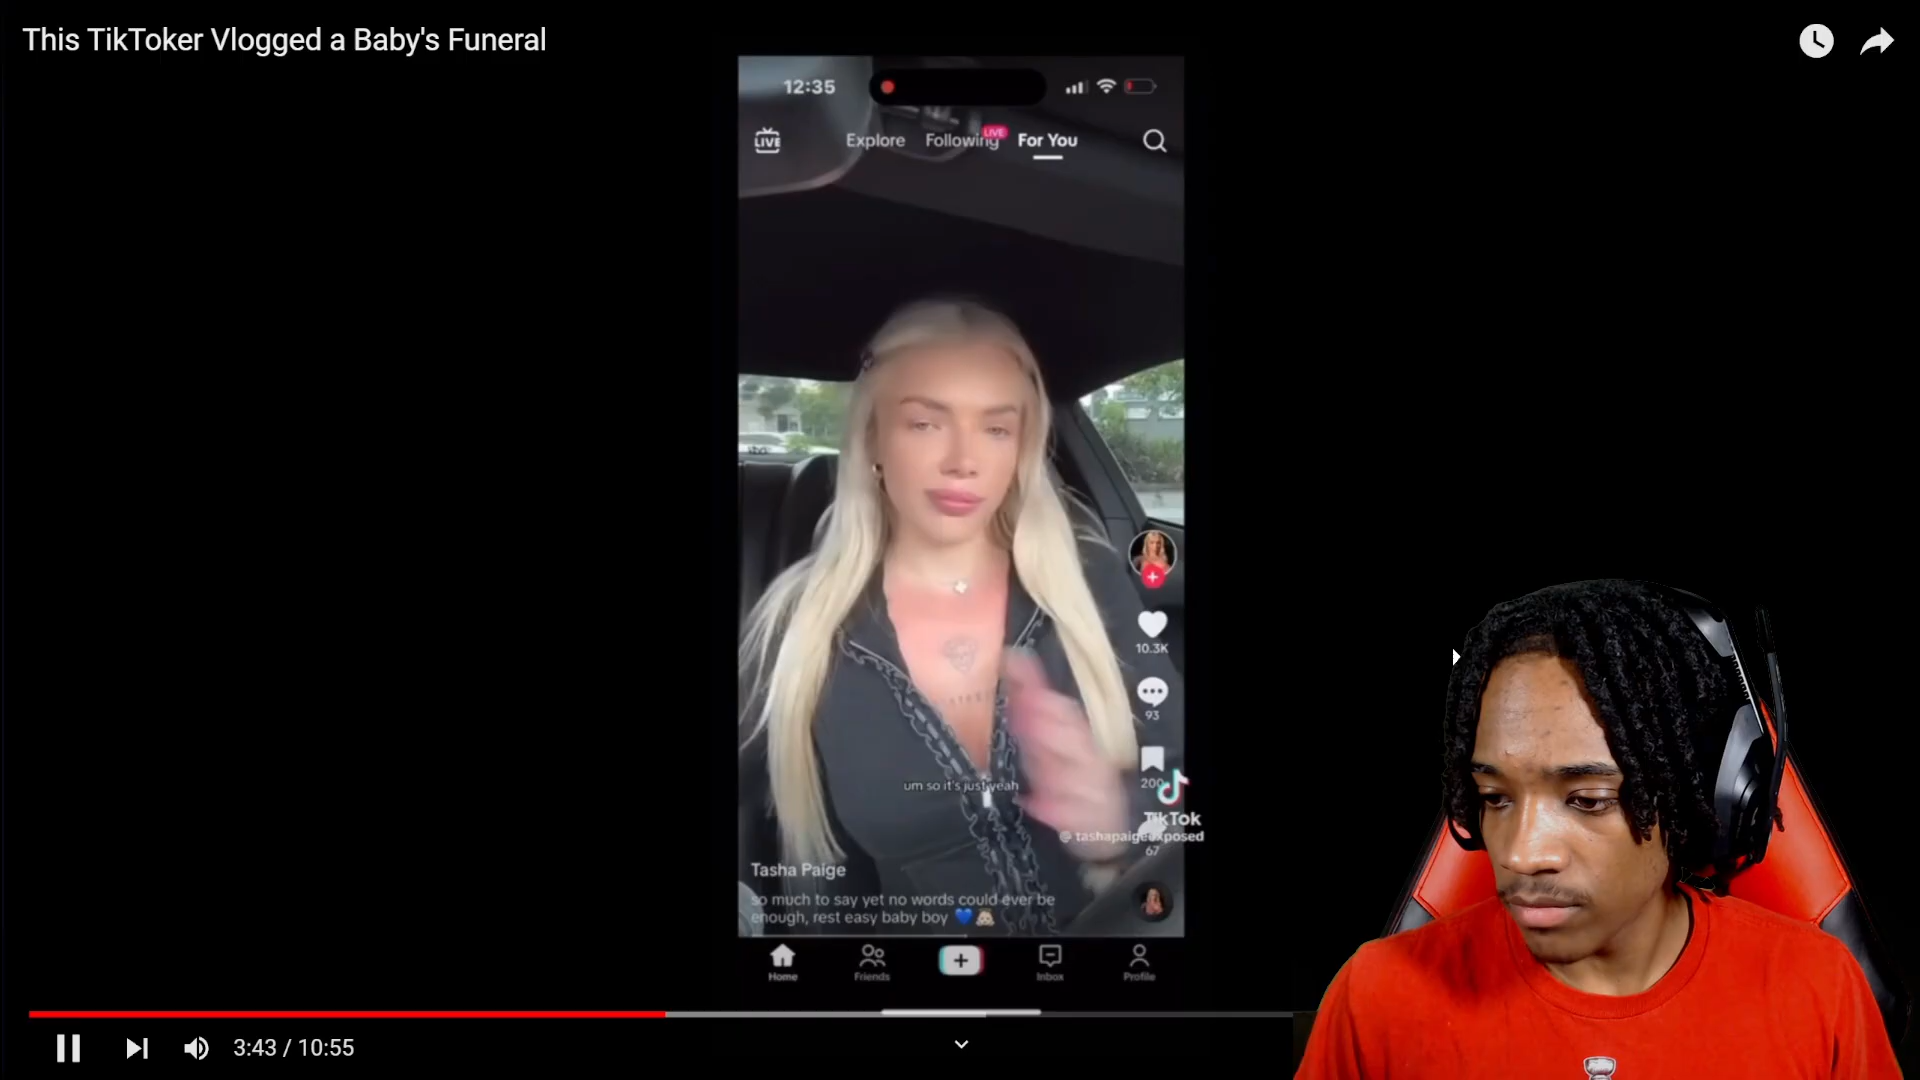 This TikToker Vlogged a Baby's Funeral
12:35
LIVE
Explore
Following
LIVE
For You
10.3K
93
um so it's just yeah
200
TikTok
@ tashapaigeexposed
67
Tasha Paige
so much to say yet no words could ever be
enough, rest easy baby boy 💙👼🏼
Home
Friends
Inbox
Profile
3:43 / 10:55